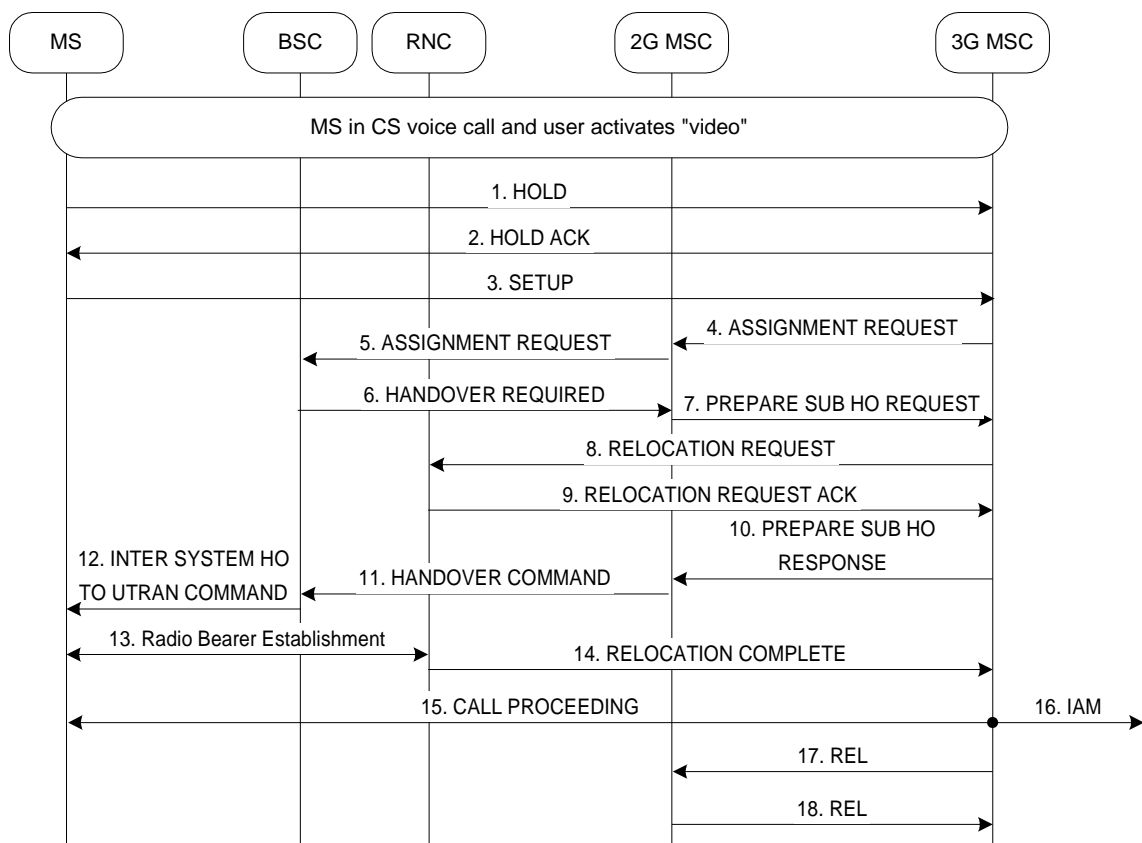 MS
BSC
RNC
2G MSC
3G MSC
MS in CS voice call and user activates "video"
1. HOLD
2. HOLD ACK
3. SETUP
4. ASSIGNMENT REQUEST
5. ASSIGNMENT REQUEST
6. HANDOVER REQUIRED
7. PREPARE SUB HO REQUEST
8. RELOCATION REQUEST
9. RELOCATION REQUEST ACK
10. PREPARE SUB HO
RESPONSE
11. HANDOVER COMMAND
12. INTER SYSTEM HO
TO UTRAN COMMAND
13. Radio Bearer Establishment
14. RELOCATION COMPLETE
15. CALL PROCEEDING
16. IAM
17. REL
18. REL